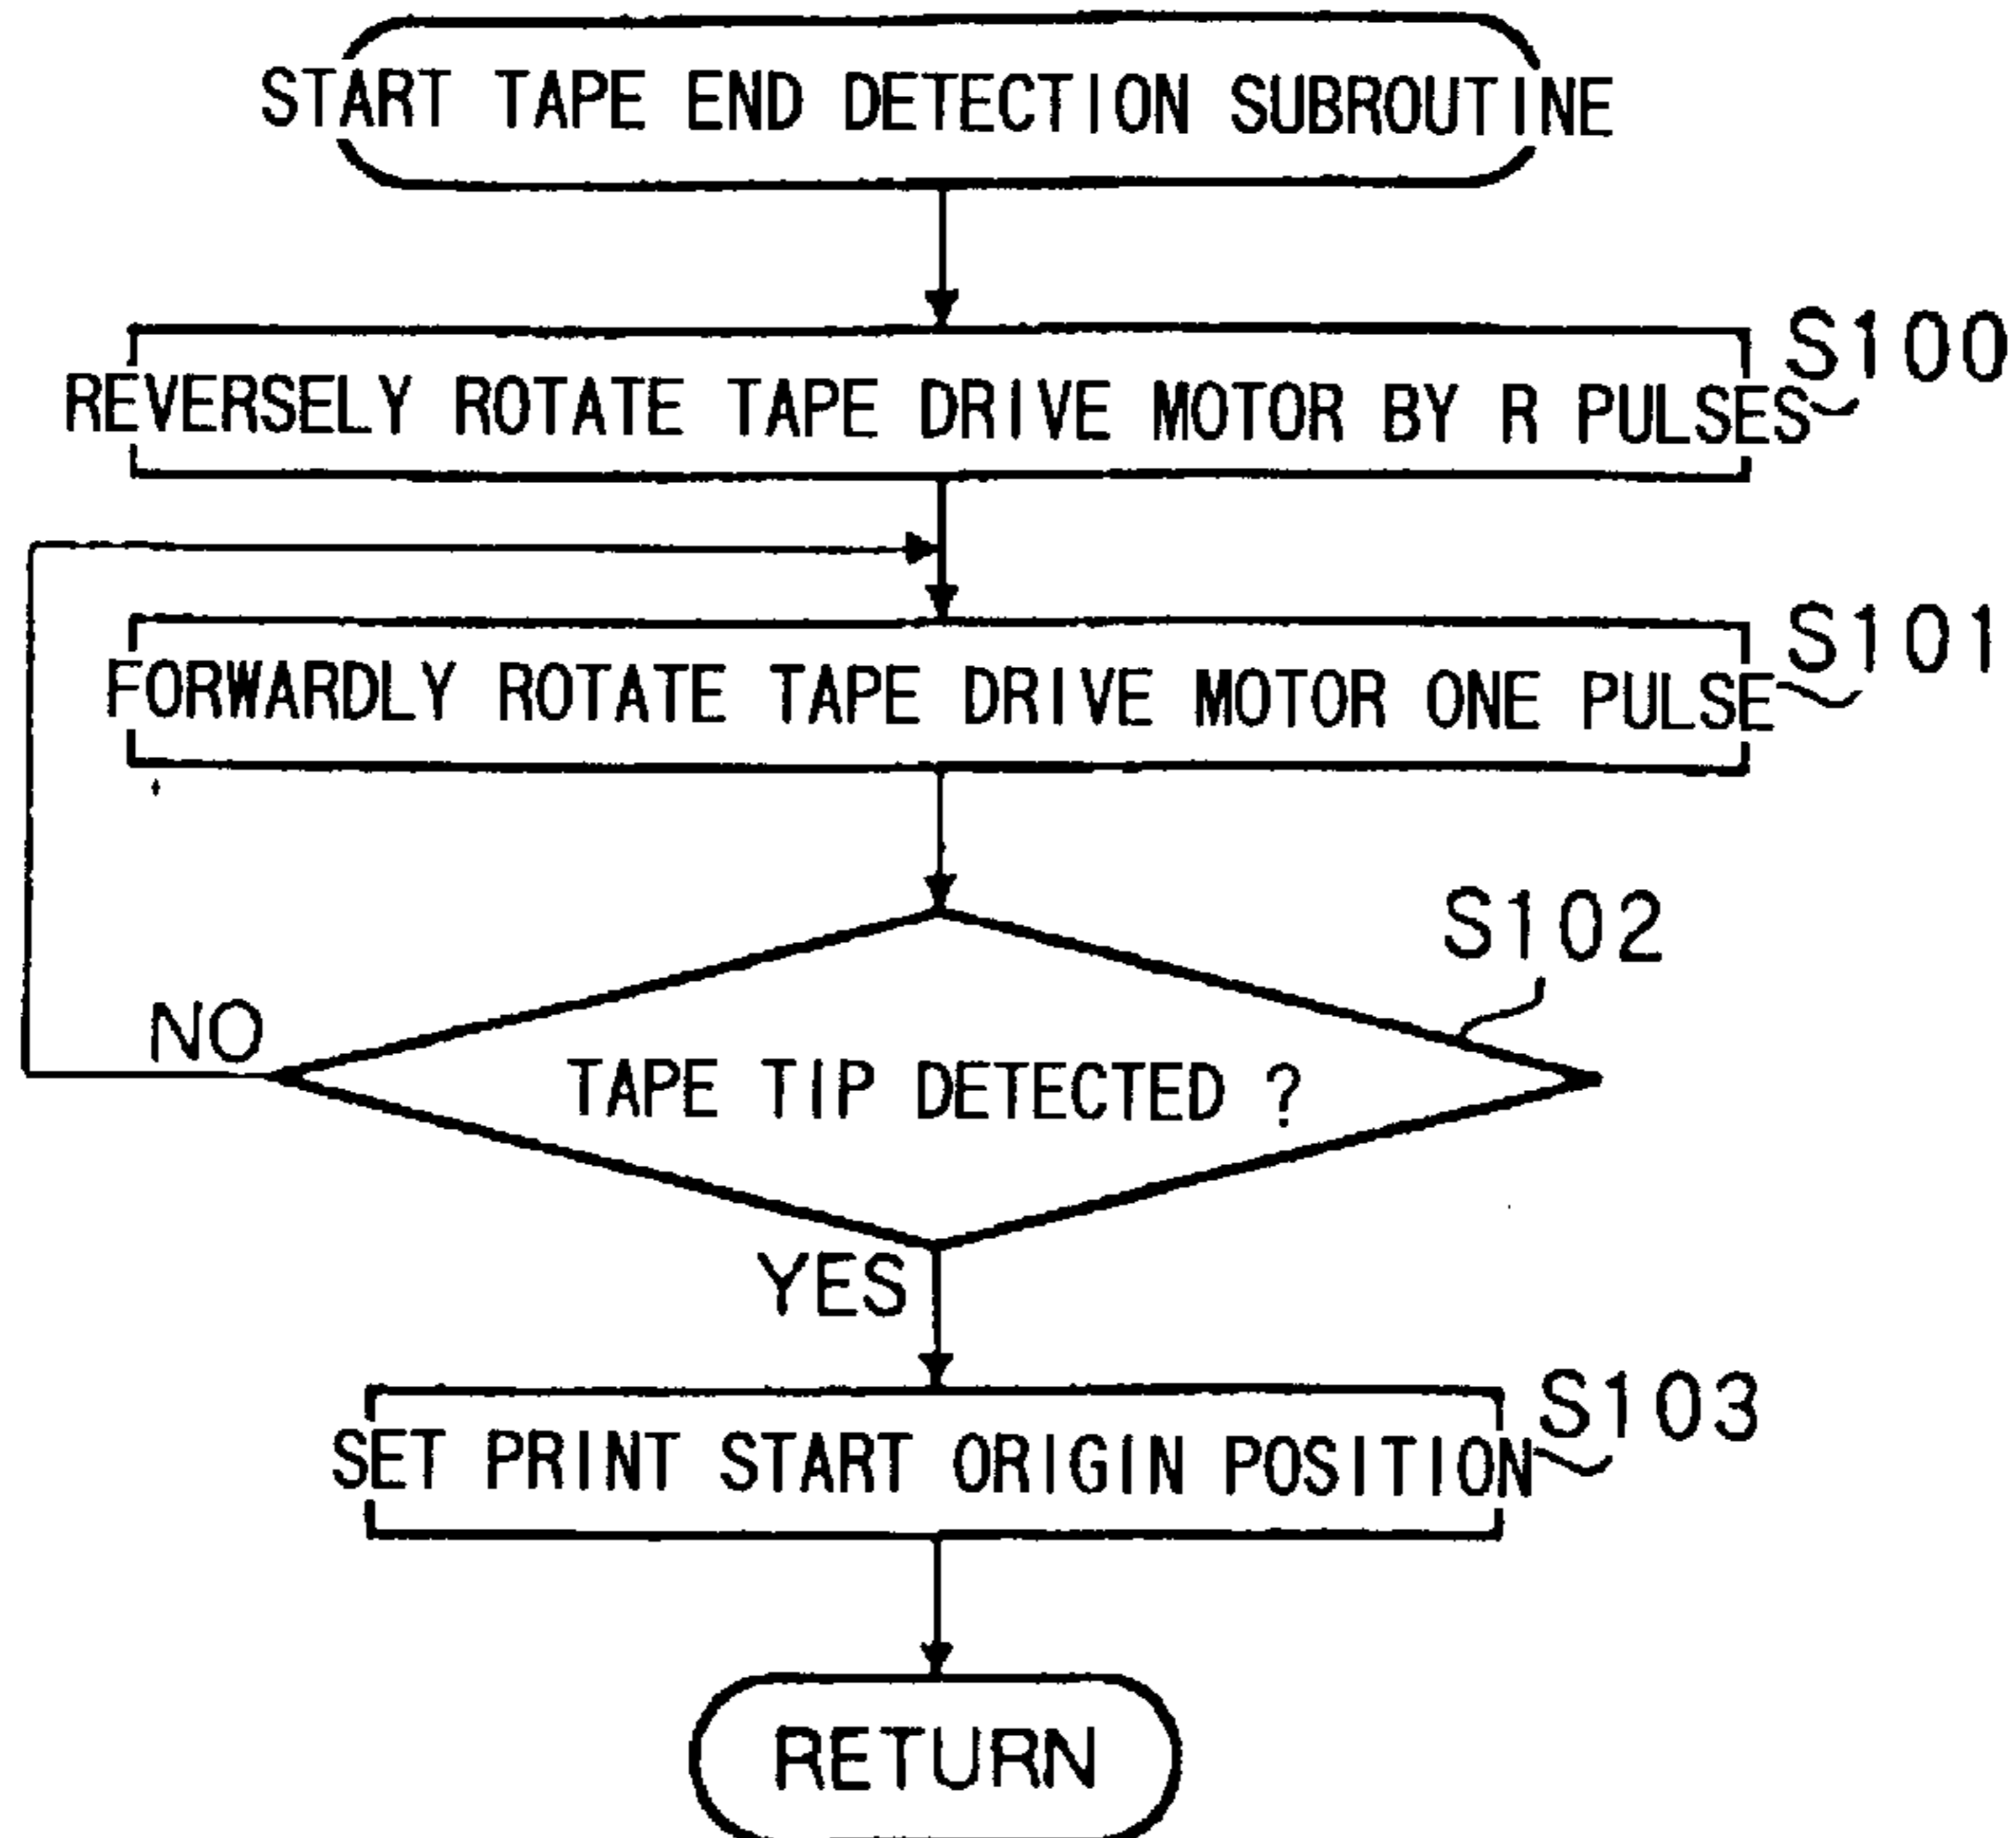 START TAPE END DETECTION SUBROUTINE
S100
REVERSELY ROTATE TAPE DRIVE MOTOR BY R PULSES
S101
FORWARDLY ROTATE TAPE DRIVE MOTOR ONE PULSE
S102
NO
TAPE TIP DETECTED ?
YES
S103
SET PRINT START ORIGIN POSITION
RETURN